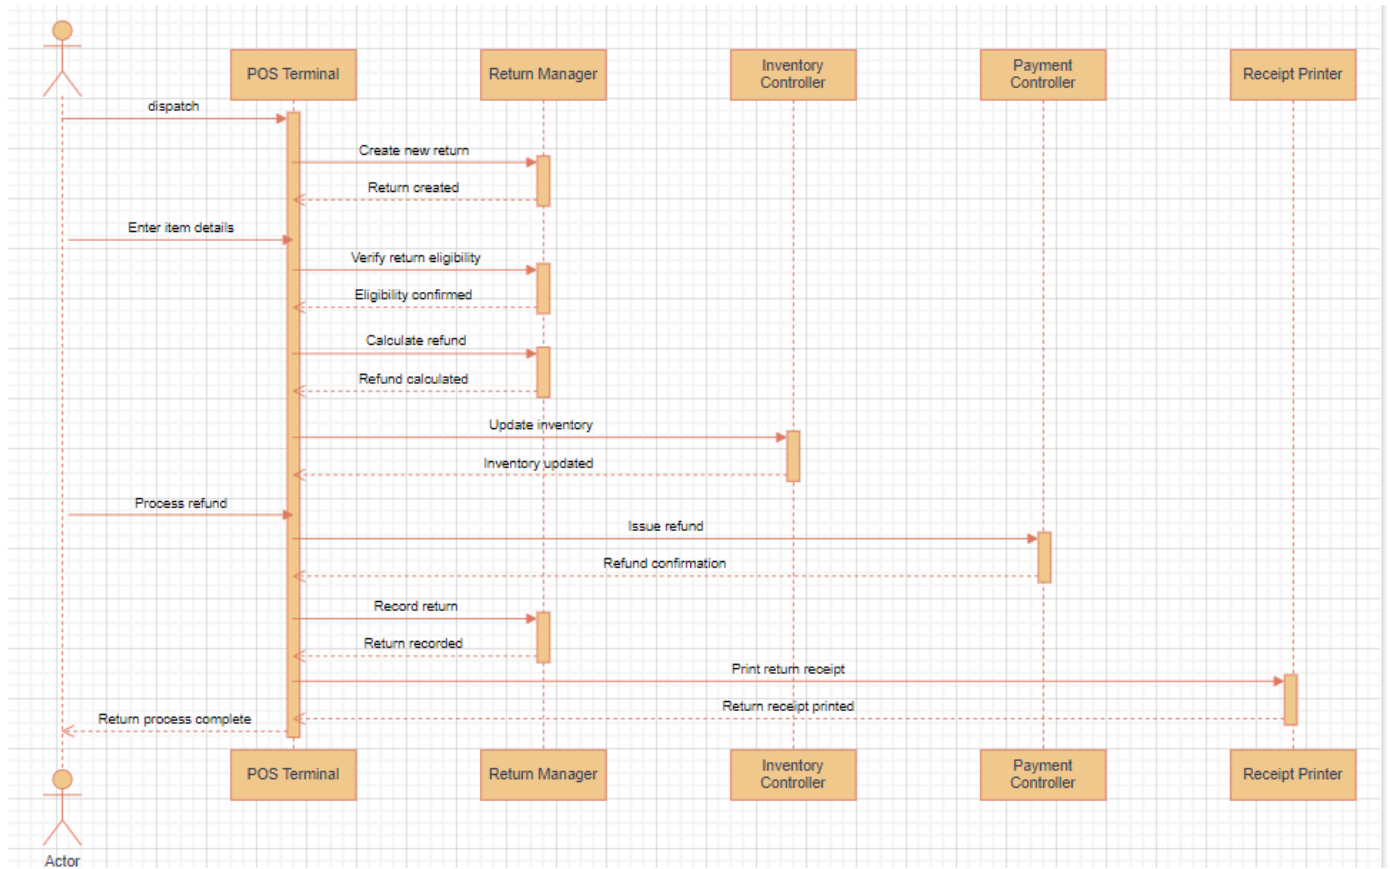 POS Terminal
Return Manager
Inventory
Controller
Payment
Controller
Receipt Printer
dispatch
Create new return
Return created
Enter item details
Verify return eligibility
Eligibility confirmed
Calculate refund
Refund calculated
Update inventory
Inventory updated
Process refund
Issue refund
Refund confirmation
Record return
Return recorded
Print return receipt
Return receipt printed
Return process complete
POS Terminal
Return Manager
Inventory
Controller
Payment
Controller
Receipt Printer
Actor